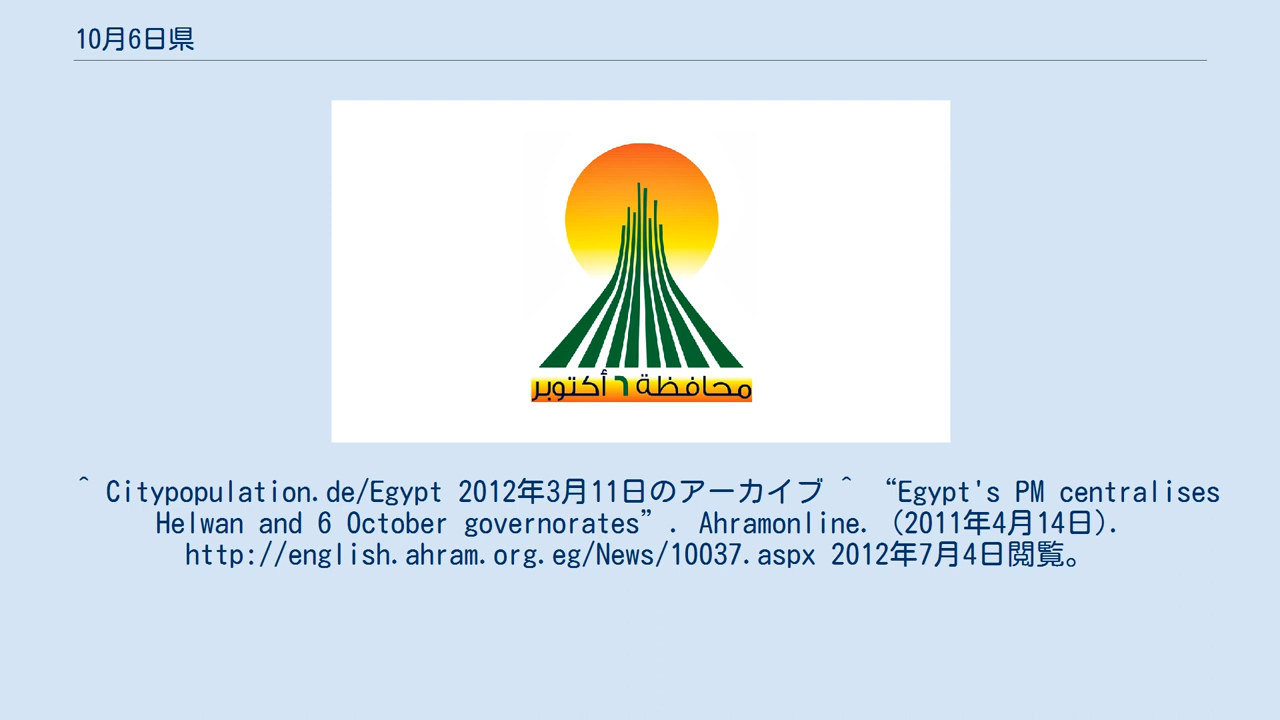 10月6日県
محافظة ٦ أكتوبر
^ Citypopulation.de/Egypt 2012年3月11日のアーカイブ ^ “Egypt's PM centralises
Helwan and 6 October governorates”. Ahramonline. (2011年4月14日).
http://english.ahram.org.eg/News/10037.aspx 2012年7月4日閲覧。